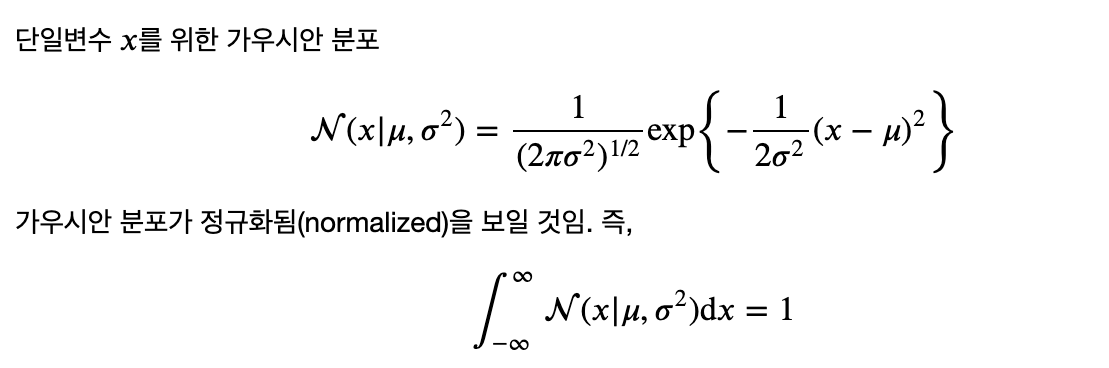 단일변수 x를 위한 가우시안 분포
𝒩(x|μ, σ²) = \frac{1}{(2πσ²)^{1/2}} exp{ -\frac{1}{2σ²}(x − μ)² }
가우시안 분포가 정규화됨(normalized)을 보일 것임. 즉,
∫_{-∞}^{∞} 𝒩(x|μ, σ²)dx = 1